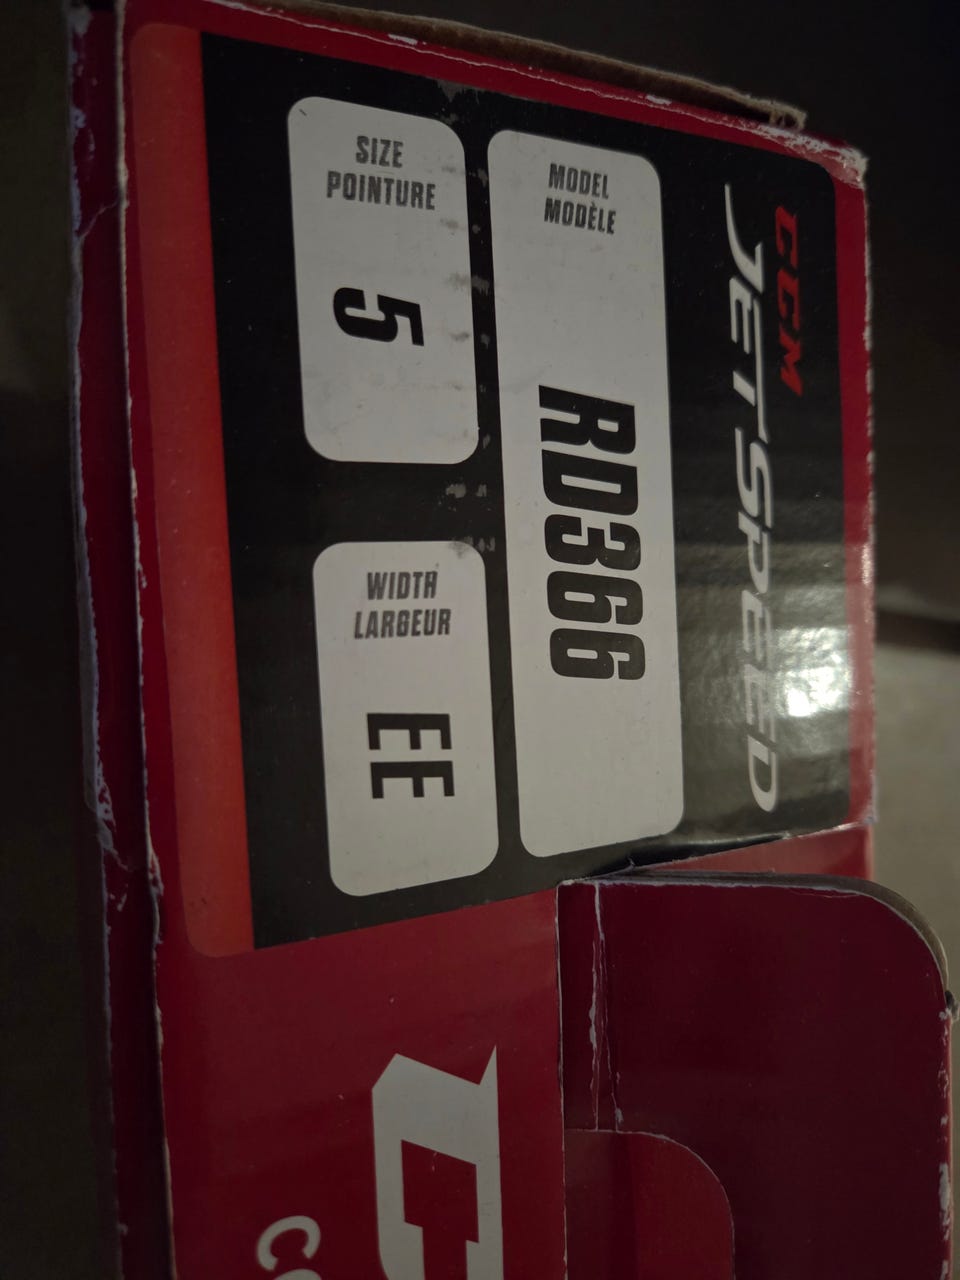 CCM
JETSPEED
MODEL
MODÈLE
RD366
SIZE
POINTURE
5
WIDTH
LARGEUR
EE